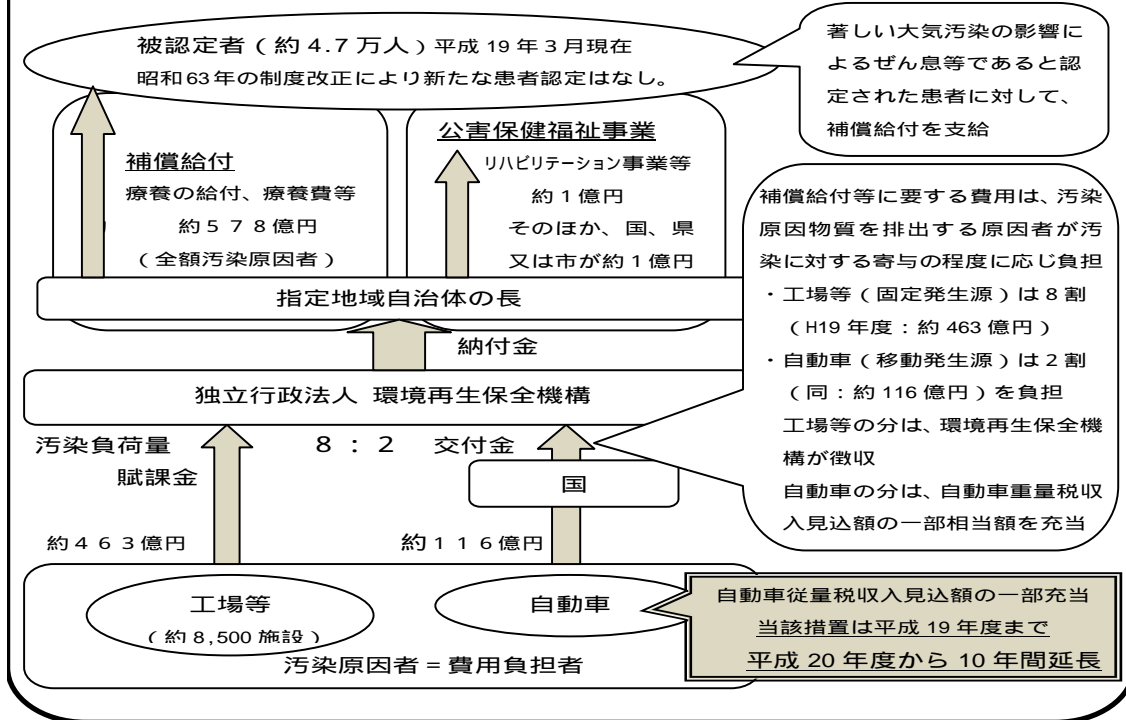 被認定者（約4.7万人）平成19年3月現在
昭和63年の制度改正により新たな患者認定はなし。
著しい大気汚染の影響に
よるぜん息等であると認
定された患者に対して、
補償給付を支給
補償給付
療養の給付、療養費等
約５７８億円
（全額汚染原因者）
公害保健福祉事業
リハビリテーション事業等
約1億円
そのほか、国、県
又は市が約1億円
指定地域自治体の長
納付金
独立行政法人 環境再生保全機構
補償給付等に要する費用は、汚染
原因物質を排出する原因者が汚
染に対する寄与の程度に応じ負担
・工場等（固定発生源）は8割
（H19年度：約463億円）
・自動車（移動発生源）は2割
（同：約116億円）を負担
工場等の分は、環境再生保全機
構が徴収
自動車の分は、自動車重量税収
入見込額の一部相当額を充当
汚染負荷量
賦課金
８：２
交付金
国
約４６３億円
約１１６億円
工場等
（約8,500施設）
自動車
汚染原因者＝費用負担者
自動車従量税収入見込額の一部充当
当該措置は平成19年度まで
平成20年度から10年間延長